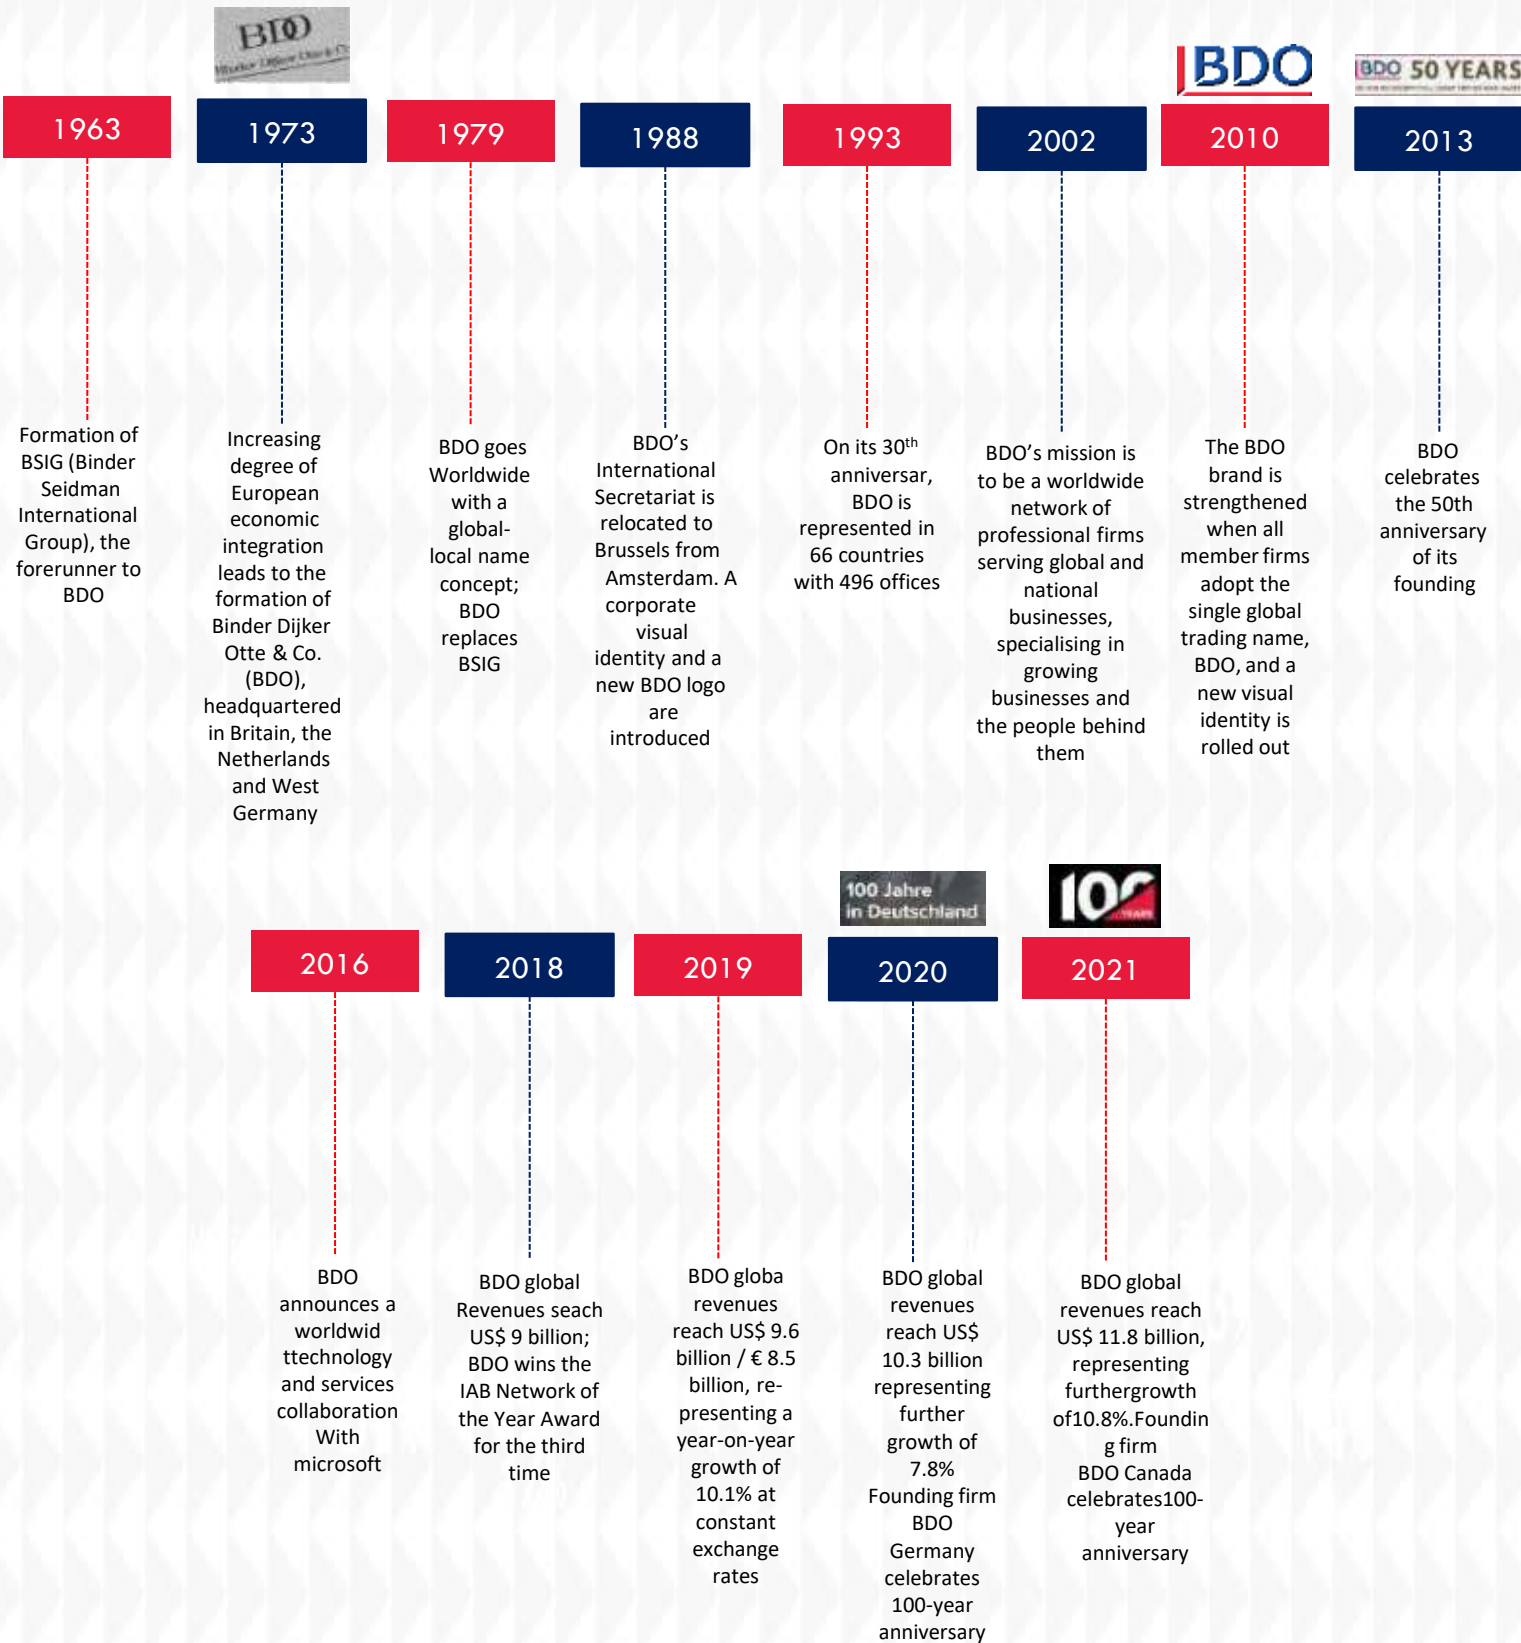 BDO
BDO
BDO 50 YEARS
1963
1973
1979
1988
1993
2002
2010
2013
Formation of
BSIG (Binder
Seidman
International
Group), the
forerunner to
BDO
Increasing
degree of
European
economic
integration
leads to the
formation of
Binder Dijker
Otte & Co.
(BDO),
headquartered
in Britain, the
Netherlands
and West
Germany
BDO goes
Worldwide
with a
global-
local name
concept;
BDO
replaces
BSIG
BDO’s
International
Secretariat is
relocated to
Brussels from
Amsterdam. A
corporate
visual
identity and a
new BDO logo
are
introduced
On its 30th
anniversar,
BDO is
represented in
66 countries
with 496 offices
BDO’s mission is
to be a worldwide
network of
professional firms
serving global and
national
businesses,
specialising in
growing
businesses and
the people behind
them
The BDO
brand is
strengthened
when all
member firms
adopt the
single global
trading name,
BDO, and a
new visual
identity is
rolled out
BDO
celebrates
the 50th
anniversary
of its
founding
100 Jahre
in Deutschland
100
YEARS
2016
2018
2019
2020
2021
BDO
announces a
worldwid
ttechnology
and services
collaboration
With
microsoft
BDO global
Revenues seach
US$ 9 billion;
BDO wins the
IAB Network of
the Year Award
for the third
time
BDO globa
revenues
reach US$ 9.6
billion / € 8.5
billion, re-
presenting a
year-on-year
growth of
10.1% at
constant
exchange
rates
BDO global
revenues
reach US$
10.3 billion
representing
further
growth of
7.8%
Founding firm
BDO
Germany
celebrates
100-year
anniversary
BDO global
revenues reach
US$ 11.8 billion,
representing
furthergrowth
of10.8%.Foundin
g firm
BDO Canada
celebrates100-
year
anniversary